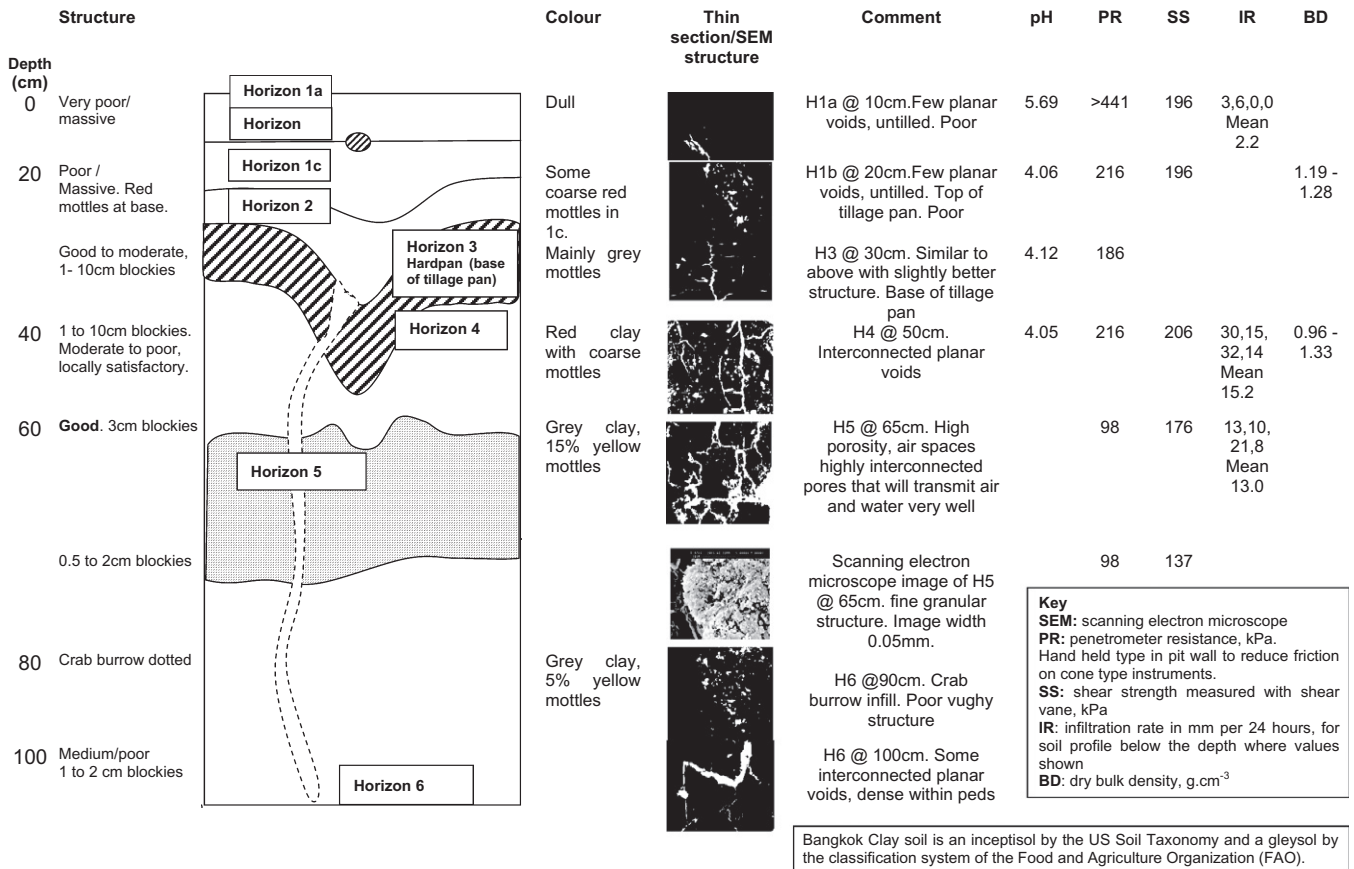 Structure
Colour
Thin
section/SEM
structure
Comment
pH
PR
SS
IR
BD
Depth
(cm)
0
Very poor/
massive
Horizon 1a
Horizon
Dull
H1a @ 10cm.Few planar
voids, untilled. Poor
5.69
>441
196
3,6,0,0
Mean
2.2
20
Poor /
Massive. Red
mottles at base.
Horizon 1c
Horizon 2
Some
coarse red
mottles in
1c.
H1b @ 20cm.Few planar
voids, untilled. Top of
tillage pan. Poor
4.06
216
196
1.19 -
1.28
Good to moderate,
1- 10cm blockies
Horizon 3
Hardpan (base
of tillage pan)
Mainly grey
mottles
H3 @ 30cm. Similar to
above with slightly better
structure. Base of tillage
pan
4.12
186
40
1 to 10cm blockies.
Moderate to poor,
locally satisfactory.
Horizon 4
Red clay
with coarse
mottles
H4 @ 50cm.
Interconnected planar
voids
4.05
216
206
30,15,
32,14
Mean
15.2
0.96 -
1.33
60
Good. 3cm blockies
Horizon 5
Grey clay,
15% yellow
mottles
H5 @ 65cm. High
porosity, air spaces
highly interconnected
pores that will transmit air
and water very well
98
176
13,10,
21,8
Mean
13.0
0.5 to 2cm blockies
Scanning electron
microscope image of H5
@ 65cm. fine granular
structure. Image width
0.05mm.
98
137
80
Crab burrow dotted
Grey clay,
5% yellow
mottles
H6 @90cm. Crab
burrow infill. Poor vughy
structure
100
Medium/poor
1 to 2 cm blockies
Horizon 6
H6 @ 100cm. Some
interconnected planar
voids, dense within peds
Key
SEM: scanning electron microscope
PR: penetrometer resistance, kPa.
Hand held type in pit wall to reduce friction
on cone type instruments.
SS: shear strength measured with shear
vane, kPa
IR: infiltration rate in mm per 24 hours, for
soil profile below the depth where values
shown
BD: dry bulk density, g.cm-3
Bangkok Clay soil is an inceptisol by the US Soil Taxonomy and a gleysol by
the classification system of the Food and Agriculture Organization (FAO).